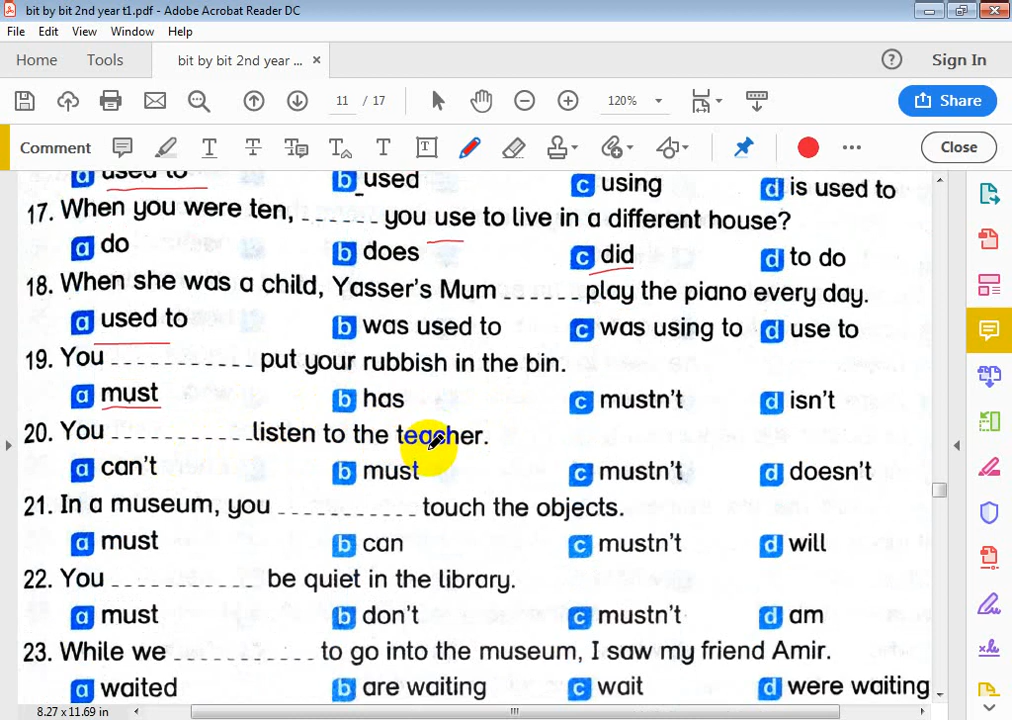 bit by bit 2nd year t1.pdf - Adobe Acrobat Reader DC
File Edit View Window Help
Home Tools bit by bit 2nd year ... × ? Sign In
11 / 17 120% Share
Comment Close
a used to b used c using d is used to
17. When you were ten, _ _ _ _ _ _ _ you use to live in a different house?
a do b does c did d to do
18. When she was a child, Yasser's Mum _ _ _ _ _ _ play the piano every day.
a used to b was used to c was using to d use to
19. You _ _ _ _ _ _ _ _ _ _ _ put your rubbish in the bin.
a must b has c mustn't d isn't
20. You _ _ _ _ _ _ _ _ _ _ _ listen to the teacher.
a can't b must c mustn't d doesn't
21. In a museum, you _ _ _ _ _ _ _ _ _ _ _ touch the objects.
a must b can c mustn't d will
22. You _ _ _ _ _ _ _ _ _ _ _ _ be quiet in the library.
a must b don't c mustn't d am
23. While we _ _ _ _ _ _ _ _ _ _ _ to go into the museum, I saw my friend Amir.
a waited b are waiting c wait d were waiting
8.27 x 11.69 in